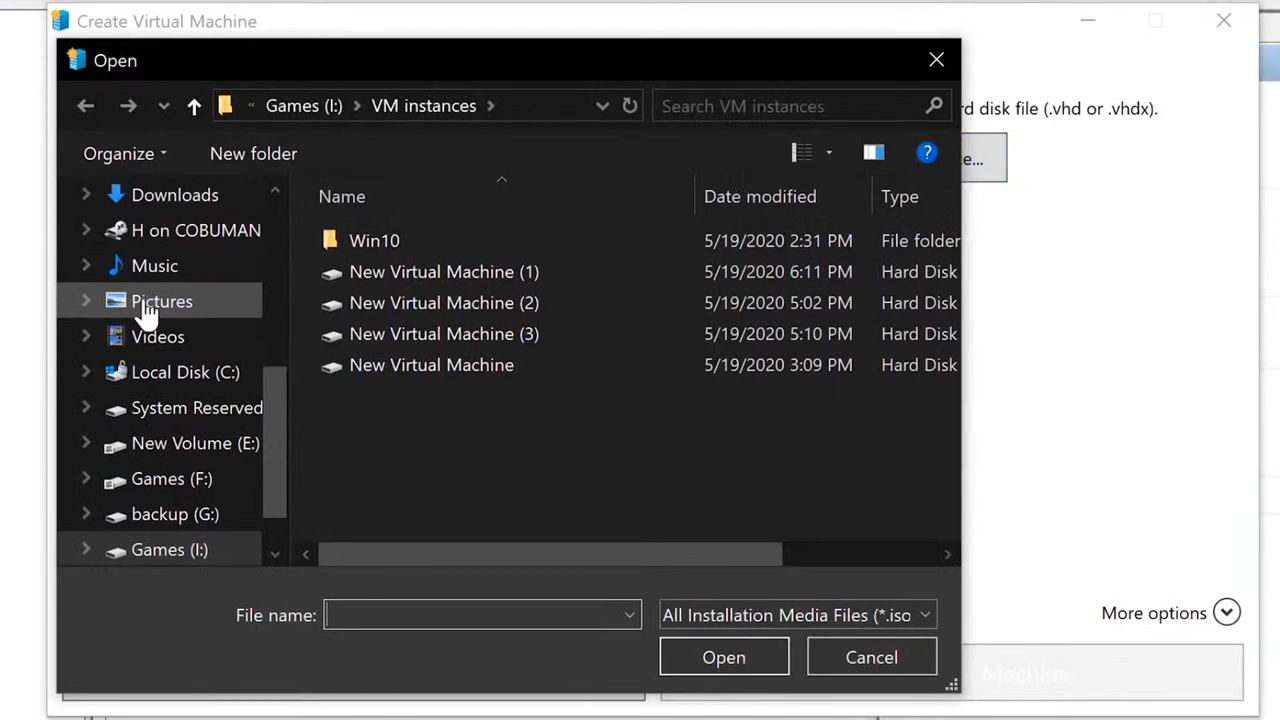 Create Virtual Machine
Open
« Games (I:) > VM instances >
Search VM instances
rd disk file (.vhd or .vhdx).
Organize
New folder
?
e...
Name
Date modified
Type
Downloads
H on COBUMAN
Music
Pictures
Videos
Local Disk (C:)
System Reserved
New Volume (E:)
Games (F:)
backup (G:)
Games (I:)
Win10 5/19/2020 2:31 PM File folder
New Virtual Machine (1) 5/19/2020 6:11 PM Hard Disk
New Virtual Machine (2) 5/19/2020 5:02 PM Hard Disk
New Virtual Machine (3) 5/19/2020 5:10 PM Hard Disk
New Virtual Machine 5/19/2020 3:09 PM Hard Disk
File name:
All Installation Media Files (*.iso
More options
Open
Cancel
Machine